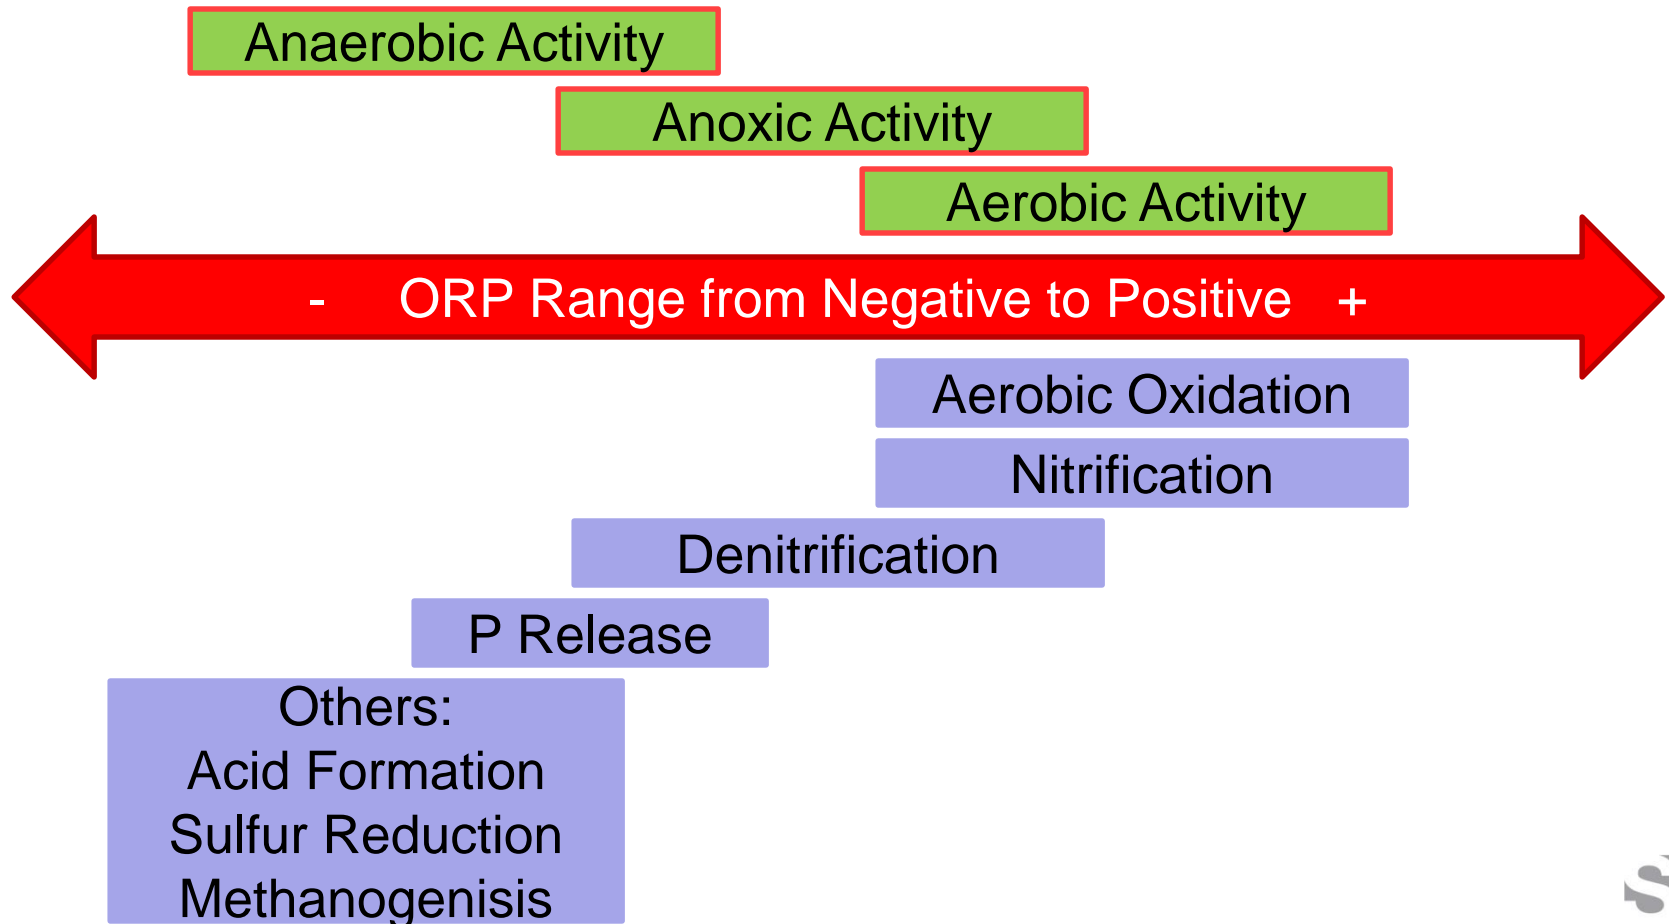 Anaerobic Activity
Anoxic Activity
Aerobic Activity
- ORP Range from Negative to Positive +
Aerobic Oxidation
Nitrification
Denitrification
P Release
Others:
Acid Formation
Sulfur Reduction
Methanogenisis
S